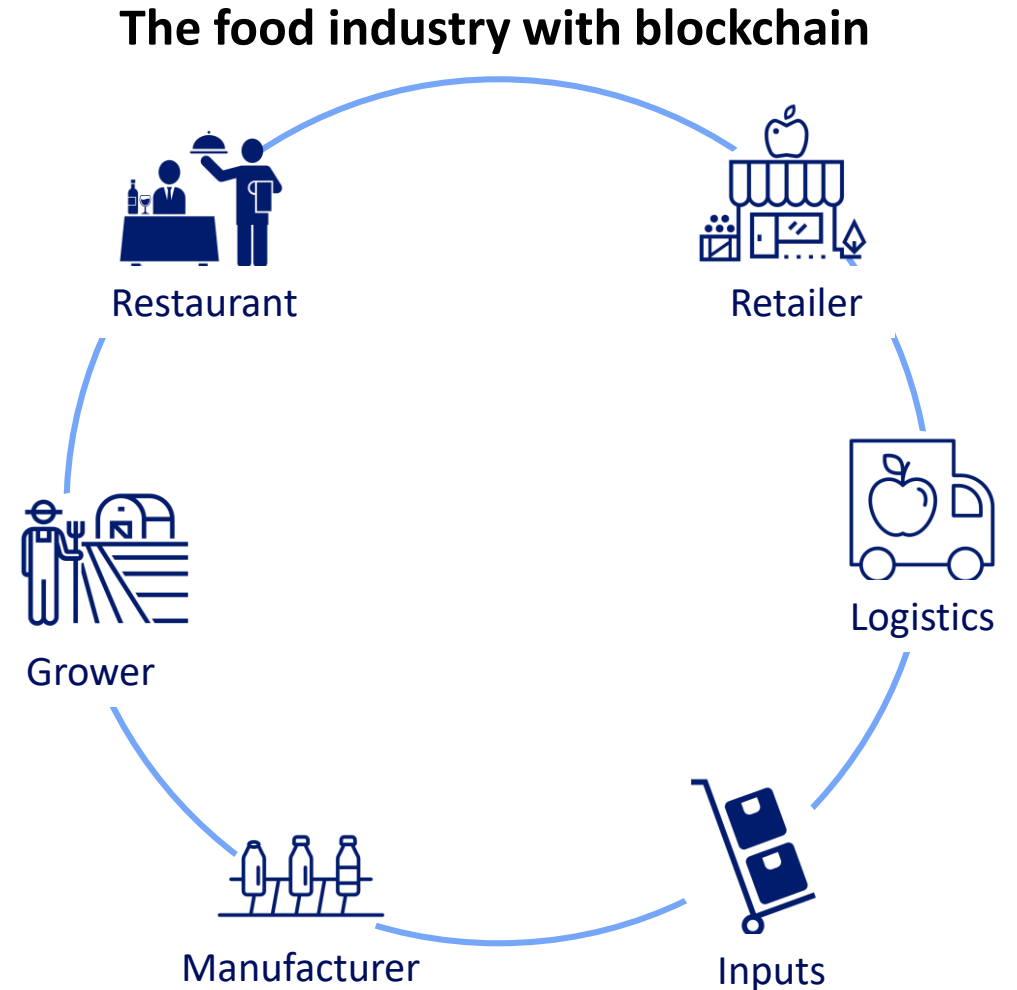 The food industry with blockchain
Restaurant
Retailer
Logistics
Grower
Manufacturer
Inputs